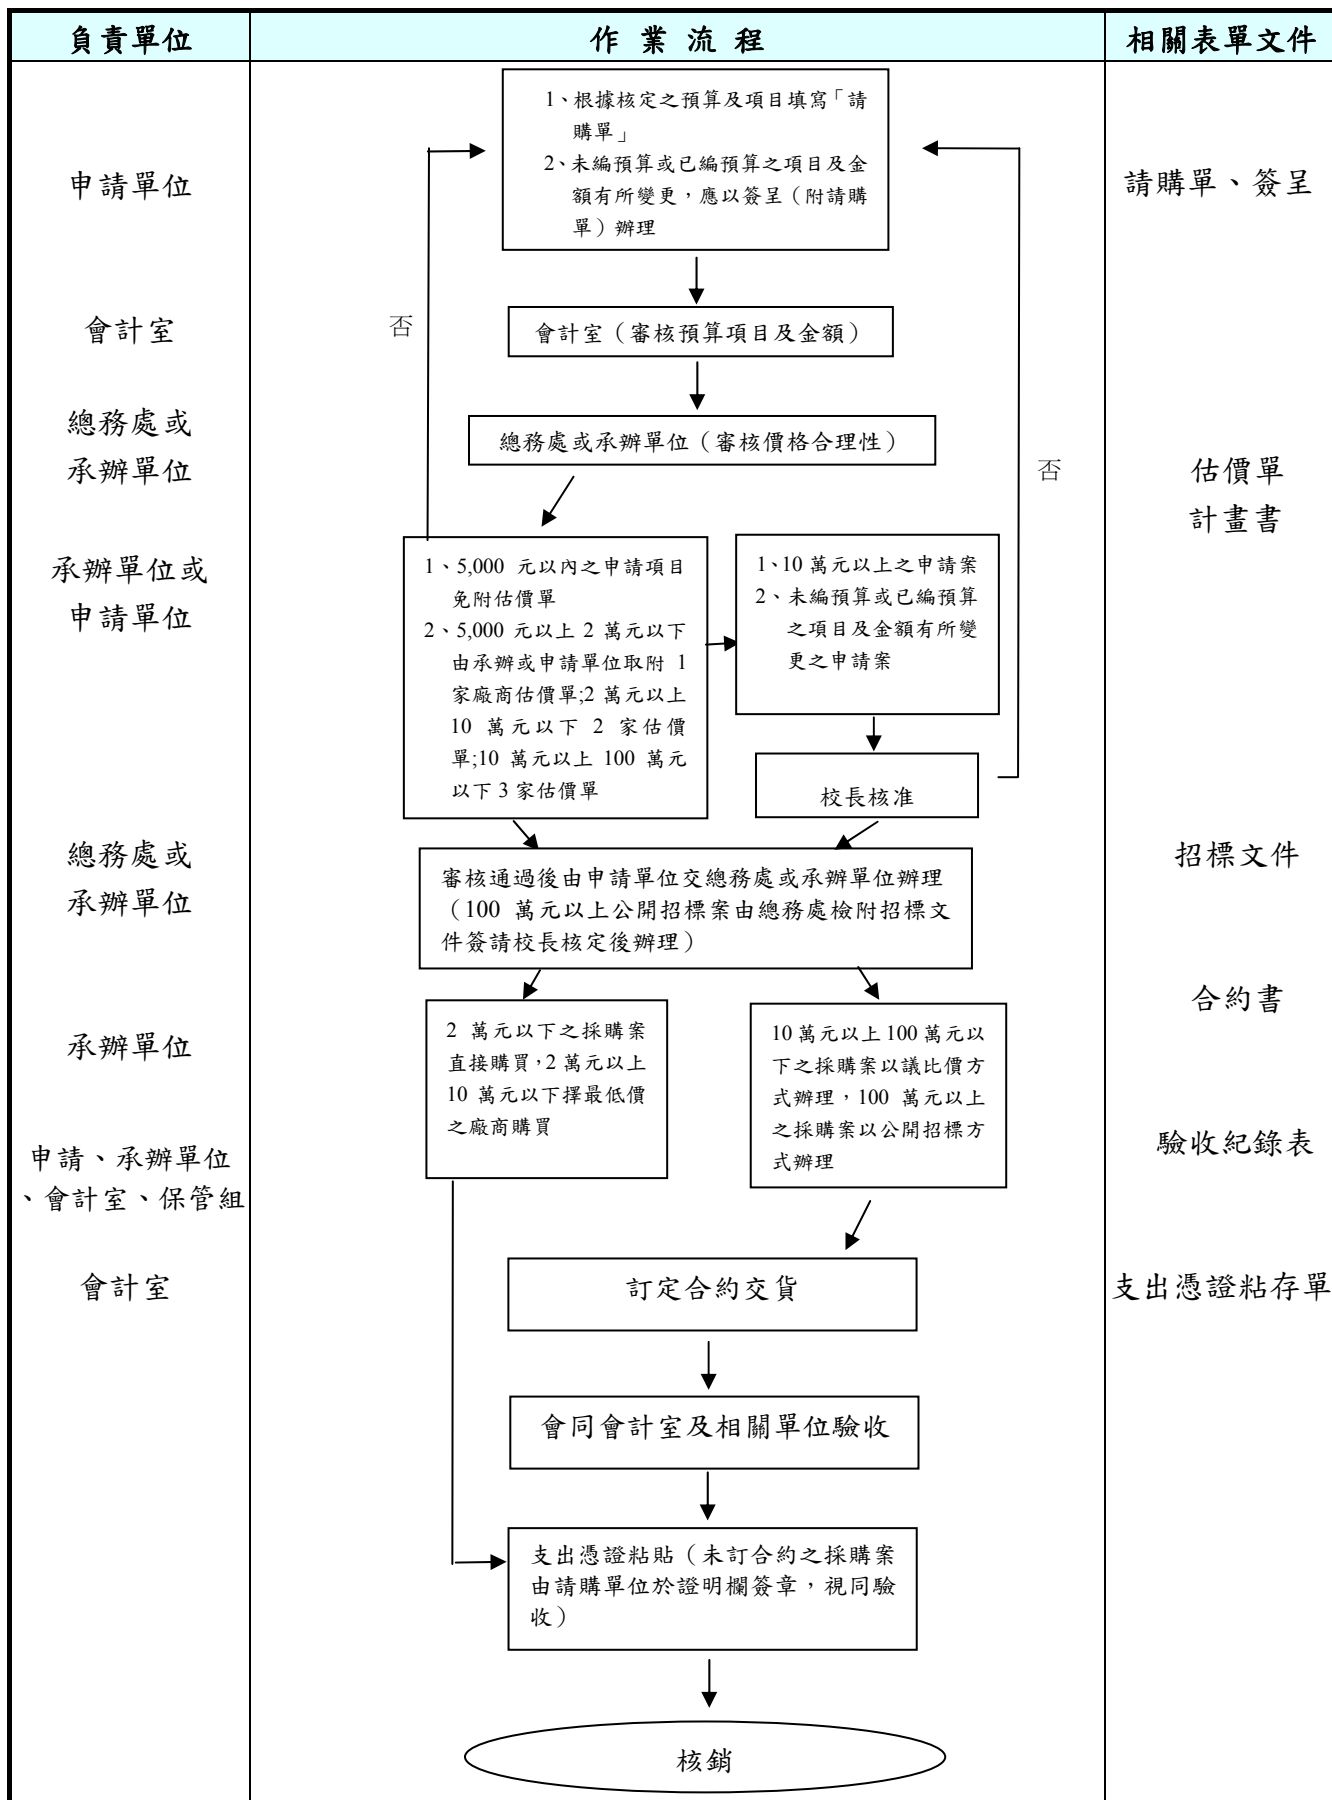 負責單位
作 業 流 程
相關表單文件
1、根據核定之預算及項目填寫「請
購單」
2、未編預算或已編預算之項目及金
額有所變更，應以簽呈（附請購
單）辦理
申請單位
請購單、簽呈
會計室
否
會計室（審核預算項目及金額）
總務處或
承辦單位
總務處或承辦單位（審核價格合理性）
否
估價單
計畫書
承辦單位或
申請單位
1、5,000 元以內之申請項目
免附估價單
2、5,000 元以上 2 萬元以下
由承辦或申請單位取附 1
家廠商估價單;2 萬元以上
10 萬元以下 2 家估價
單;10 萬元以上 100 萬元
以下 3 家估價單
1、10 萬元以上之申請案
2、未編預算或已編預算
之項目及金額有所變
更之申請案
校長核准
總務處或
承辦單位
審核通過後由申請單位交總務處或承辦單位辦理
（100 萬元以上公開招標案由總務處檢附招標文
件簽請校長核定後辦理）
招標文件
合約書
承辦單位
2 萬元以下之採購案
直接購買，2 萬元以上
10 萬元以下擇最低價
之廠商購買
10 萬元以上 100 萬元以
下之採購案以議比價方
式辦理，100 萬元以上
之採購案以公開招標方
式辦理
驗收紀錄表
申請、承辦單位
、會計室、保管組
會計室
訂定合約交貨
支出憑證粘存單
會同會計室及相關單位驗收
支出憑證粘貼（未訂合約之採購案
由請購單位於證明欄簽章，視同驗
收）
核銷